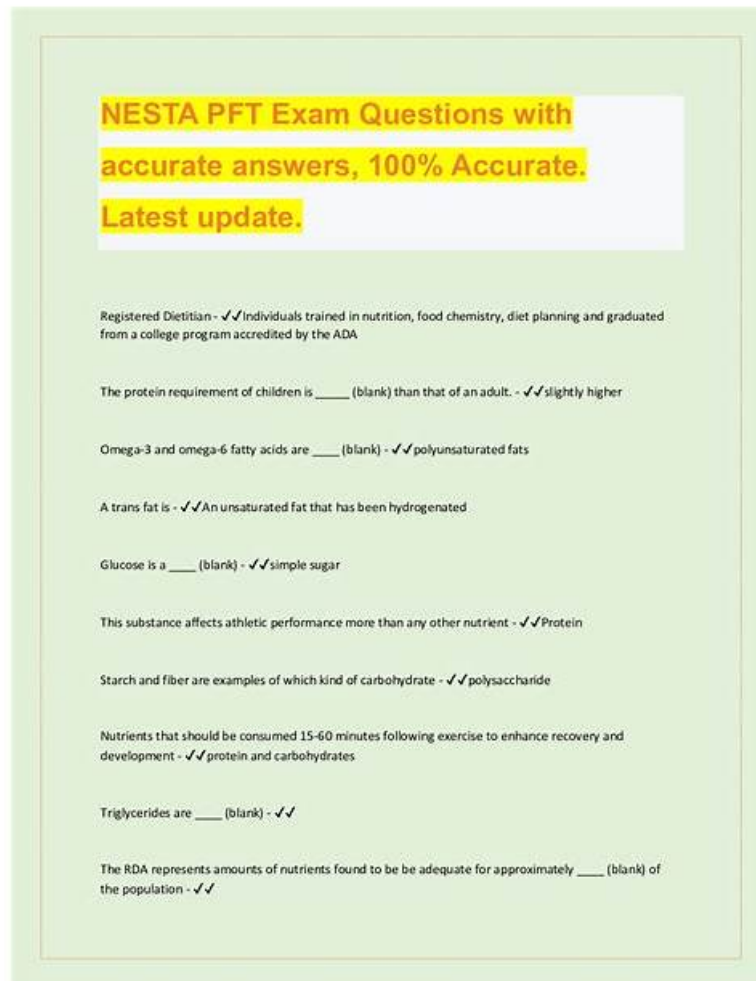 NESTA PFT Exam Questions with
accurate answers, 100% Accurate.
Latest update.
Registered Dietitian - ✓✓Individuals trained in nutrition, food chemistry, diet planning and graduated
from a college program accredited by the ADA
The protein requirement of children is _____ (blank) than that of an adult. - ✓✓slightly higher
Omega-3 and omega-6 fatty acids are ____ (blank) - ✓✓polyunsaturated fats
A trans fat is - ✓✓An unsaturated fat that has been hydrogenated
Glucose is a ____ (blank) - ✓✓simple sugar
This substance affects athletic performance more than any other nutrient - ✓✓Protein
Starch and fiber are examples of which kind of carbohydrate - ✓✓polysaccharide
Nutrients that should be consumed 15-60 minutes following exercise to enhance recovery and
development - ✓✓protein and carbohydrates
Triglycerides are ____ (blank) - ✓✓
The RDA represents amounts of nutrients found to be be adequate for approximately ____ (blank) of
the population - ✓✓